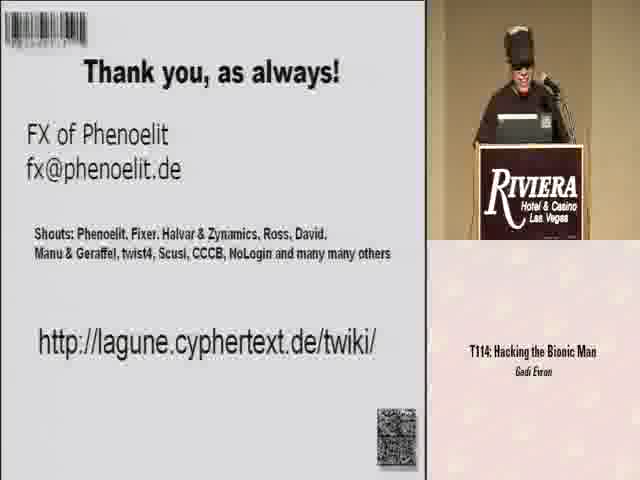 Thank you, as always!
FX of Phenoelit
fx@phenoelit.de
Shouts: Phenoelit, Fixer, Halvar & Zynamics, Ross, David,
Manu & Geraffel, twist4, Scusi, CCCB, NoLogin and many many others
http://lagune.cyphertext.de/twiki/
RIVIERA
Hotel & Casino
Las Vegas
T114: Hacking the Bionic Man
Gadi Evron